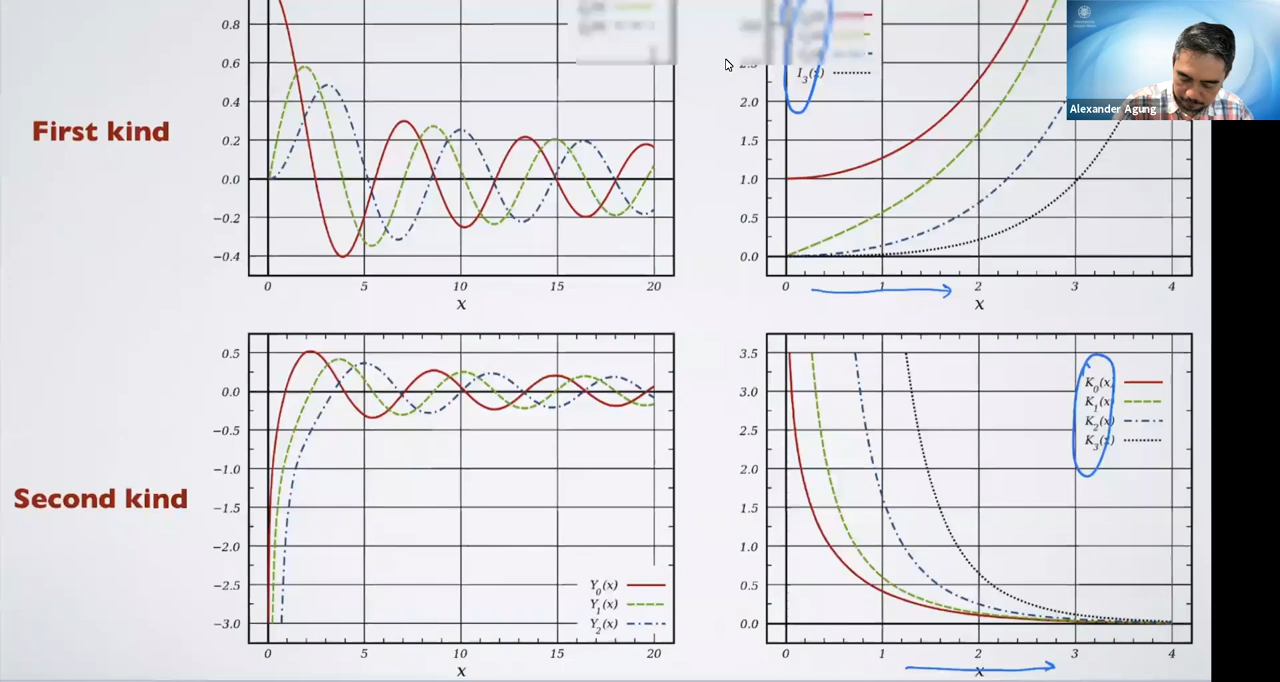 First kind
0.8
0.6
0.4
0.2
0.0
−0.2
−0.4
0 5 10 15 20
x
I3(x)
2.0
1.5
1.0
0.5
0.0
0 1 2 3
x
Alexander Agung
Second kind
0.5
0.0
−0.5
−1.0
−1.5
−2.0
−2.5
−3.0
0 5 10 15 20
x
Y0(x)
Y1(x)
Y2(x)
3.5
3.0
2.5
2.0
1.5
1.0
0.5
0.0
0 1 2 3 4
x
K0(x)
K1(x)
K2(x)
K3(x)